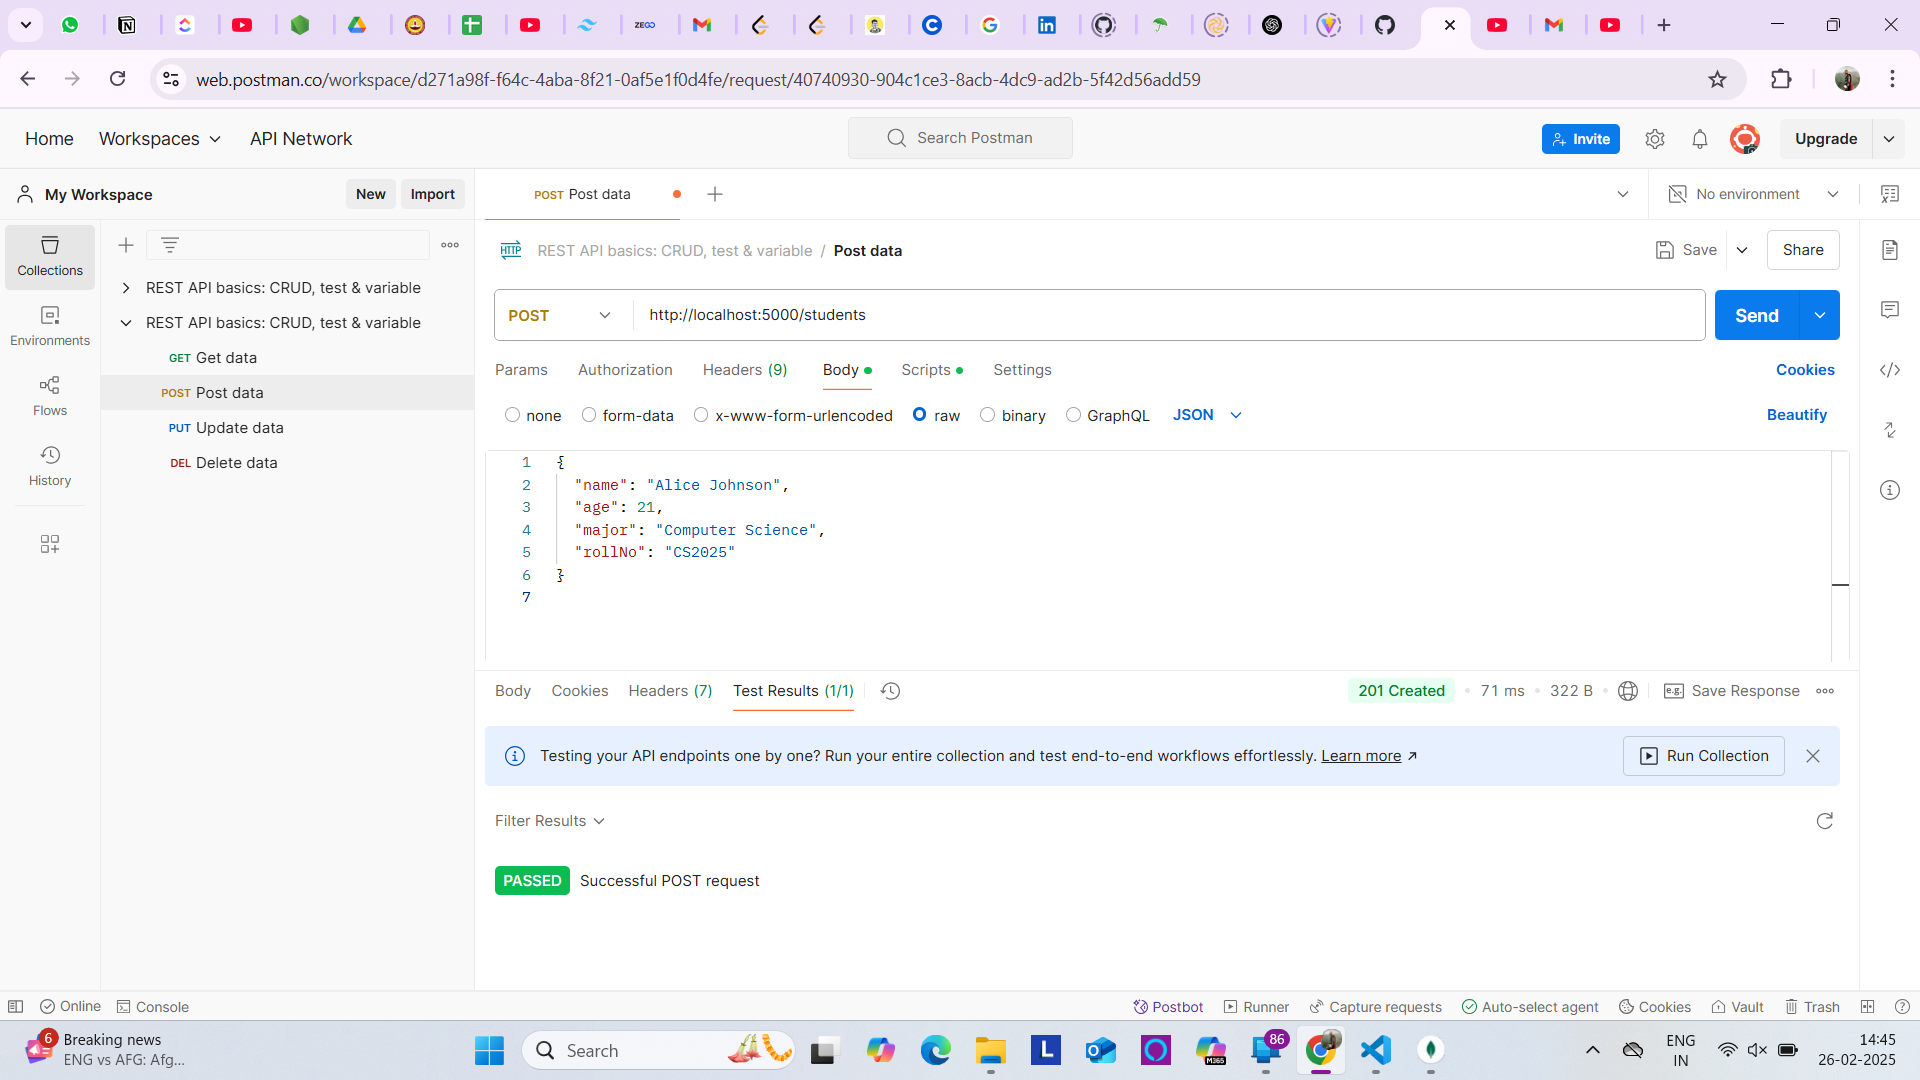 ZEGO
web.postman.co/workspace/d271a98f-f64c-4aba-8f21-0af5e1f0d4fe/request/40740930-904c1ce3-8acb-4dc9-ad2b-5f42d56add59
Home Workspaces API Network Search Postman Invite Upgrade
My Workspace New Import POST Post data No environment
Collections
Environments
Flows
History
REST API basics: CRUD, test & variable
REST API basics: CRUD, test & variable
GET Get data
POST Post data
PUT Update data
DEL Delete data
HTTP REST API basics: CRUD, test & variable / Post data Save Share
POST http://localhost:5000/students Send
Params Authorization Headers (9) Body Scripts Settings Cookies
none form-data x-www-form-urlencoded raw binary GraphQL JSON Beautify
1 {
2 "name": "Alice Johnson",
3 "age": 21,
4 "major": "Computer Science",
5 "rollNo": "CS2025"
6 }
7
Body Cookies Headers (7) Test Results (1/1) 201 Created 71 ms 322 B e.g. Save Response
Testing your API endpoints one by one? Run your entire collection and test end-to-end workflows effortlessly. Learn more Run Collection
Filter Results
PASSED Successful POST request
Online Console Postbot Runner Capture requests Auto-select agent Cookies Vault Trash
6 Breaking news
ENG vs AFG: Afg...
Search
L
M365
86
ENG
IN
14:45
26-02-2025